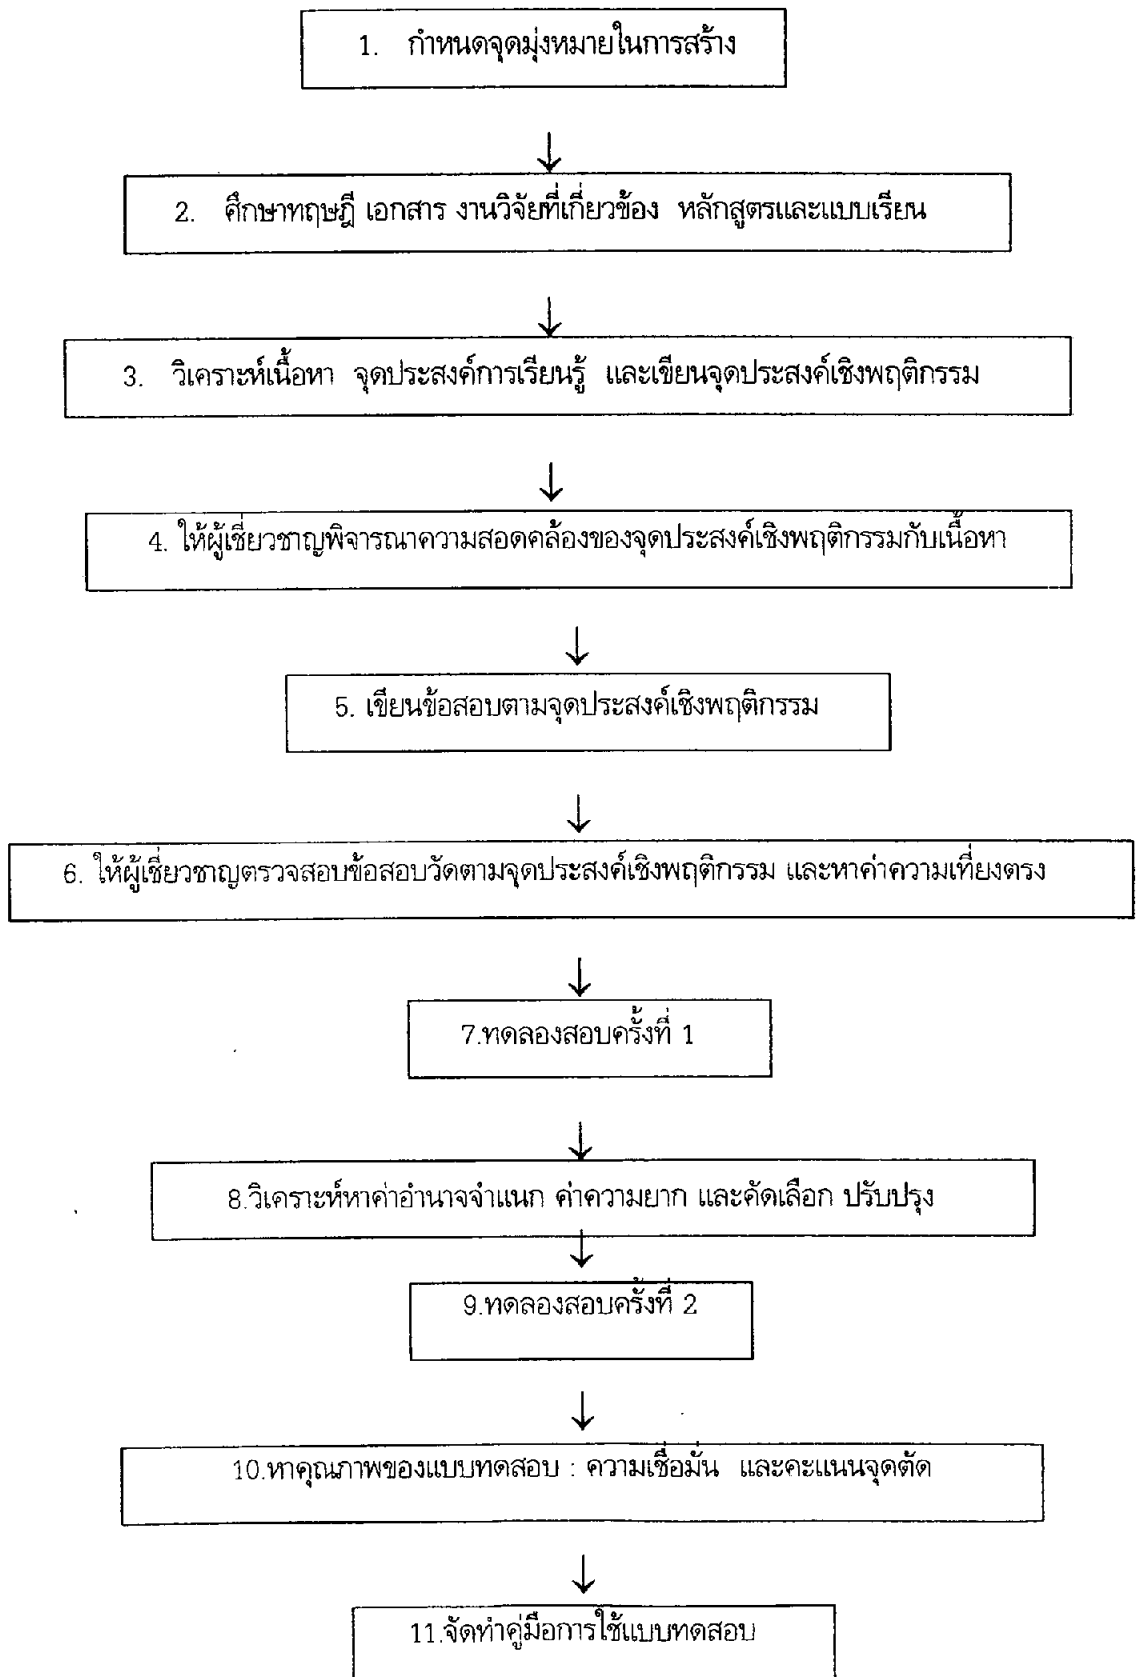 1. กำหนดจุดมุ่งหมายในการสร้าง
2. ศึกษาทฤษฎี เอกสาร งานวิจัยที่เกี่ยวข้อง หลักสูตรและแบบเรียน
3. วิเคราะห์เนื้อหา จุดประสงค์การเรียนรู้ และเขียนจุดประสงค์เชิงพฤติกรรม
4. ให้ผู้เชี่ยวชาญพิจารณาความสอดคล้องของจุดประสงค์เชิงพฤติกรรมกับเนื้อหา
5. เขียนข้อสอบตามจุดประสงค์เชิงพฤติกรรม
6. ให้ผู้เชี่ยวชาญตรวจสอบข้อสอบวัดตามจุดประสงค์เชิงพฤติกรรม และหาค่าความเที่ยงตรง
7.ทดลองสอบครั้งที่ 1
8.วิเคราะห์หาค่าอำนาจจำแนก ค่าความยาก และคัดเลือก ปรับปรุง
9.ทดลองสอบครั้งที่ 2
10.หาคุณภาพของแบบทดสอบ : ความเชื่อมั่น และคะแนนจุดตัด
11.จัดทำคู่มือการใช้แบบทดสอบ